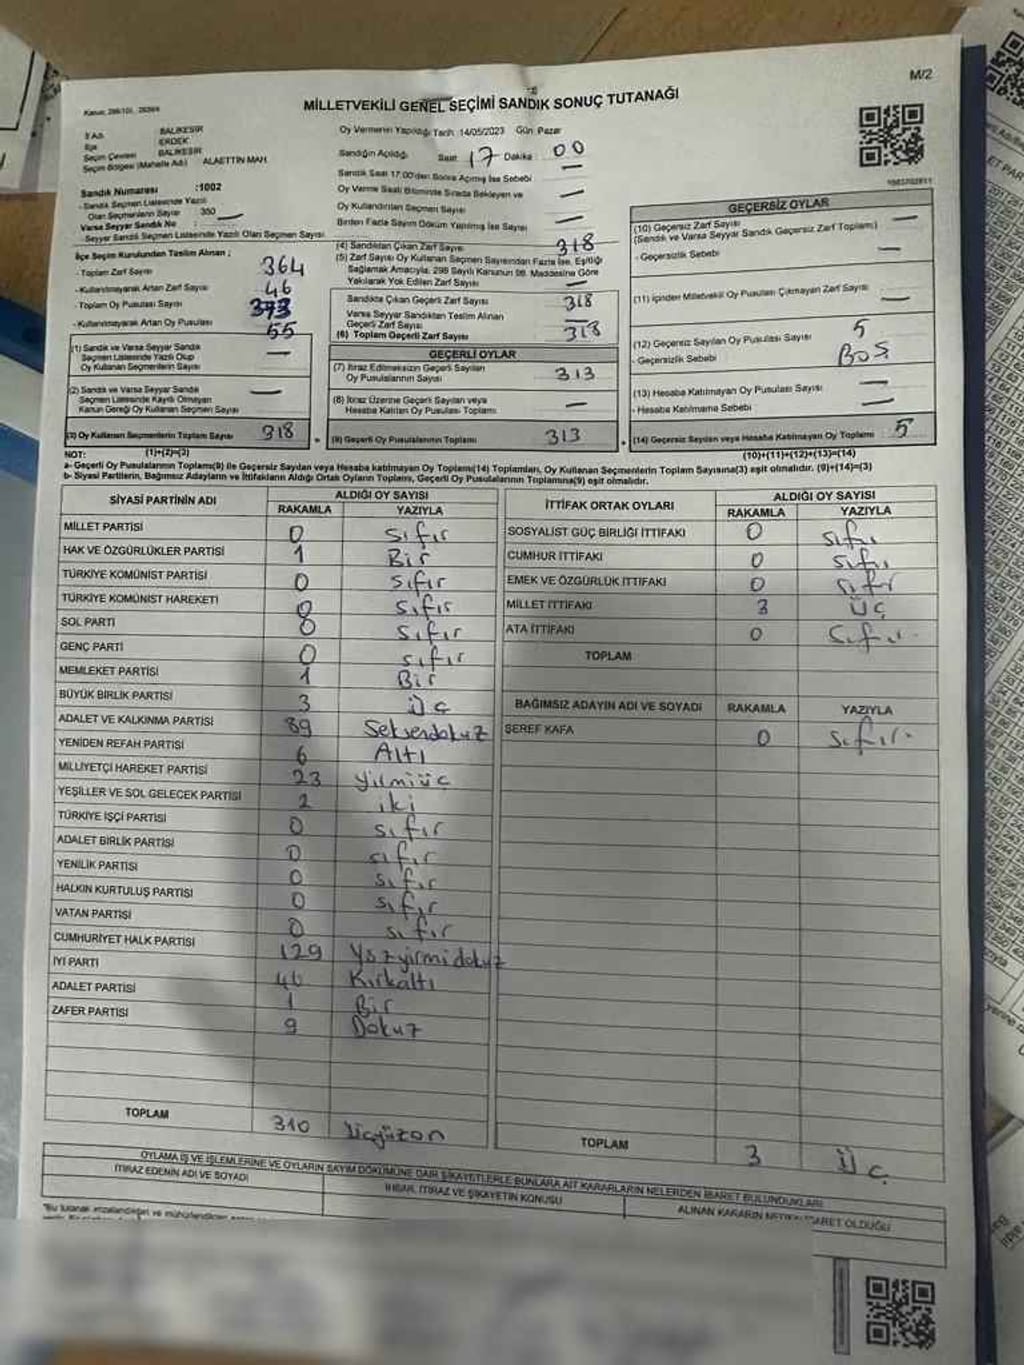 M/2
MİLLETVEKİLİ GENEL SEÇİMİ SANDIK SONUÇ TUTANAĞI
İl Adı BALIKESİR
İlçe ERDEK
Seçim Çevresi BALIKESİR
Seçim Bölgesi (Mahalle Adı) ALAETTİN MAH.
Oy Vermenin Yapıldığı Tarih 14/05/2023 Gün Pazar
Sandığın Açıldığı Saat 17 Dakika 00
Sandık Saat 17:00'den Sonra Açılmış İse Sebebi —
Oy Verme Saati Bitiminde Sırada Bekleyen ve
Oy Kullandırılan Seçmen Sayısı —
Birden Fazla Sayım Döküm Yapılmış İse Sayısı —
Sandık Numarası :1002
- Sandık Seçmen Listesinde Yazılı
Olan Seçmenlerin Sayısı 350
Varsa Seyyar Sandık No —
- Seyyar Sandık Seçmen Listesinde Yazılı Olan Seçmen Sayısı
İlçe Seçim Kurulundan Teslim Alınan ;
- Toplam Zarf Sayısı 364
- Kullanılmayarak Artan Zarf Sayısı 46
- Toplam Oy Pusulası Sayısı 373
- Kullanılmayarak Artan Oy Pusulası 55
(1) Sandık ve Varsa Seyyar Sandık
Seçmen Listesinde Yazılı Olup
Oy Kullanan Seçmenlerin Sayısı —
(2) Sandık ve Varsa Seyyar Sandık
Seçmen Listesinde Kayıtlı Olmayan
Kanun Gereği Oy Kullanan Seçmen Sayısı —
(3) Oy Kullanan Seçmenlerin Toplam Sayısı 318
(1)+(2)=(3)
(4) Sandıktan Çıkan Zarf Sayısı 318
(5) Zarf Sayısı Oy Kullanan Seçmen Sayısından Fazla İse, Eşitliği
Sağlamak Amacıyla, 298 Sayılı Kanunun 98. Maddesine Göre
Yakılarak Yok Edilen Zarf Sayısı —
Sandıkta Çıkan Geçerli Zarf Sayısı 318
Varsa Seyyar Sandıktan Teslim Alınan
Geçerli Zarf Sayısı —
(6) Toplam Geçerli Zarf Sayısı 318
GEÇERLİ OYLAR
(7) İtiraz Edilmeksizin Geçerli Sayılan
Oy Pusulalarının Sayısı 313
(8) İtiraz Üzerine Geçerli Sayılan veya
Hesaba Katılan Oy Pusulası Toplamı —
(9) Geçerli Oy Pusulalarının Toplamı 313
GEÇERSİZ OYLAR
(10) Geçersiz Zarf Sayısı —
(Sandık ve Varsa Seyyar Sandık Geçersiz Zarf Toplamı)
- Geçersizlik Sebebi —
(11) İçinden Milletvekili Oy Pusulası Çıkmayan Zarf Sayısı —
(12) Geçersiz Sayılan Oy Pusulası Sayısı 5
- Geçersizlik Sebebi BOŞ
(13) Hesaba Katılmayan Oy Pusulası Sayısı —
- Hesaba Katılmama Sebebi —
(14) Geçersiz Sayılan veya Hesaba Katılmayan Oy Toplamı 5
(10)+(11)+(12)+(13)=(14)
NOT:
a- Geçerli Oy Pusulalarının Toplamı(9) ile Geçersiz Sayılan veya Hesaba katılmayan Oy Toplamı(14) Toplamları, Oy Kullanan Seçmenlerin Toplam Sayısına(3) eşit olmalıdır. (9)+(14)=(3)
b- Siyasi Partilerin, Bağımsız Adayların ve İttifakların Aldığı Ortak Oyların Toplamı, Geçerli Oy Pusulalarının Toplamına(9) eşit olmalıdır.
SİYASİ PARTİNİN ADI ALDIĞI OY SAYISI
RAKAMLA YAZIYLA
MİLLET PARTİSİ 0 Sıfır
HAK VE ÖZGÜRLÜKLER PARTİSİ 1 Bir
TÜRKİYE KOMÜNİST PARTİSİ 0 Sıfır
TÜRKİYE KOMÜNİST HAREKETİ 0 Sıfır
SOL PARTİ 0 Sıfır
GENÇ PARTİ 0 Sıfır
MEMLEKET PARTİSİ 1 Bir
BÜYÜK BİRLİK PARTİSİ 3 Üç
ADALET VE KALKINMA PARTİSİ 89 Seksendokuz
YENİDEN REFAH PARTİSİ 6 Altı
MİLLİYETÇİ HAREKET PARTİSİ 23 Yirmiüç
YEŞİLLER VE SOL GELECEK PARTİSİ 2 iki
TÜRKİYE İŞÇİ PARTİSİ 0 Sıfır
ADALET BİRLİK PARTİSİ 0 Sıfır
YENİLİK PARTİSİ 0 Sıfır
HALKIN KURTULUŞ PARTİSİ 0 Sıfır
VATAN PARTİSİ 0 Sıfır
CUMHURİYET HALK PARTİSİ 129 Yüzyirmidokuz
İYİ PARTİ 46 Kırkaltı
ADALET PARTİSİ 1 Bir
ZAFER PARTİSİ 9 Dokuz
TOPLAM 310 Üçyüzon
İTTİFAK ORTAK OYLARI ALDIĞI OY SAYISI
RAKAMLA YAZIYLA
SOSYALİST GÜÇ BİRLİĞİ İTTİFAKI 0 Sıfır
CUMHUR İTTİFAKI 0 Sıfır
EMEK VE ÖZGÜRLÜK İTTİFAKI 0 Sıfır
MİLLET İTTİFAKI 3 Üç
ATA İTTİFAKI 0 Sıfır
TOPLAM
BAĞIMSIZ ADAYIN ADI VE SOYADI RAKAMLA YAZIYLA
ŞEREF KAFA 0 Sıfır
TOPLAM 3 Üç
OYLAMA İŞ VE İŞLEMLERİNE VE OYLARIN SAYIM DÖKÜMÜNE DAİR ŞİKAYETLERLE BUNLARA AİT KARARLARIN NELERDEN İBARET BULUNDUKLARI
İTİRAZ EDENİN ADI VE SOYADI
İHBAR, İTİRAZ VE ŞİKAYETİN KONUSU
ALINAN KARARIN NEDEN İBARET OLDUĞU